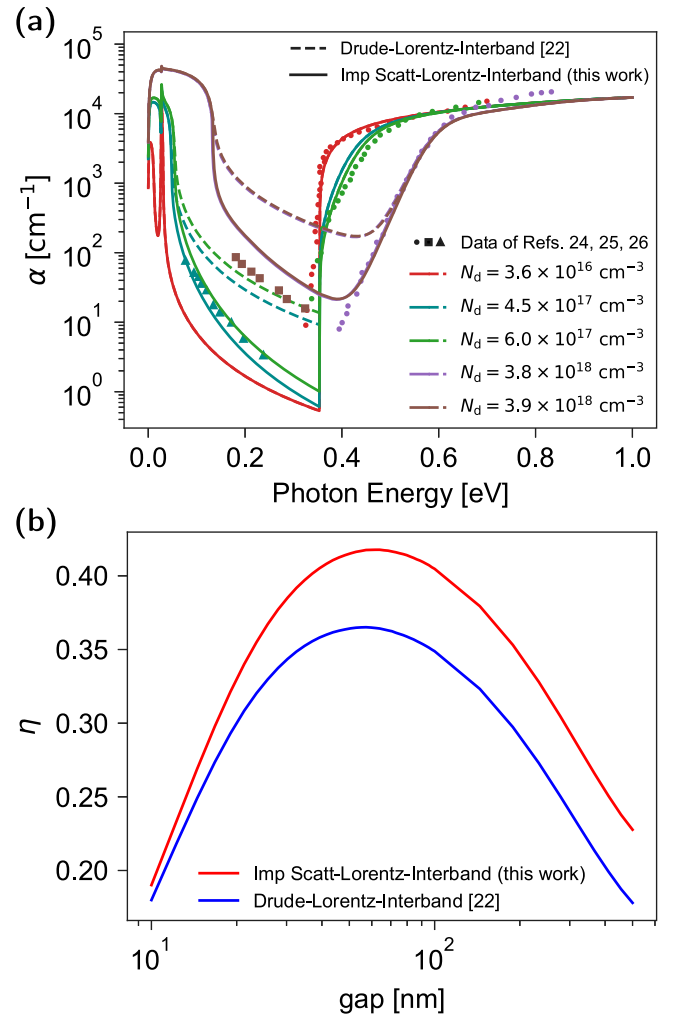 (a)
10^5
10^4
10^3
10^2
10^1
10^0
α [cm⁻¹]
Drude-Lorentz-Interband [22]
Imp Scatt-Lorentz-Interband (this work)
Data of Refs. 24, 25, 26
N_d = 3.6 × 10^16 cm⁻³
N_d = 4.5 × 10^17 cm⁻³
N_d = 6.0 × 10^17 cm⁻³
N_d = 3.8 × 10^18 cm⁻³
N_d = 3.9 × 10^18 cm⁻³
0.0 0.2 0.4 0.6 0.8 1.0
Photon Energy [eV]
(b)
0.40
0.35
0.30
0.25
0.20
η
Imp Scatt-Lorentz-Interband (this work)
Drude-Lorentz-Interband [22]
10^1 10^2
gap [nm]